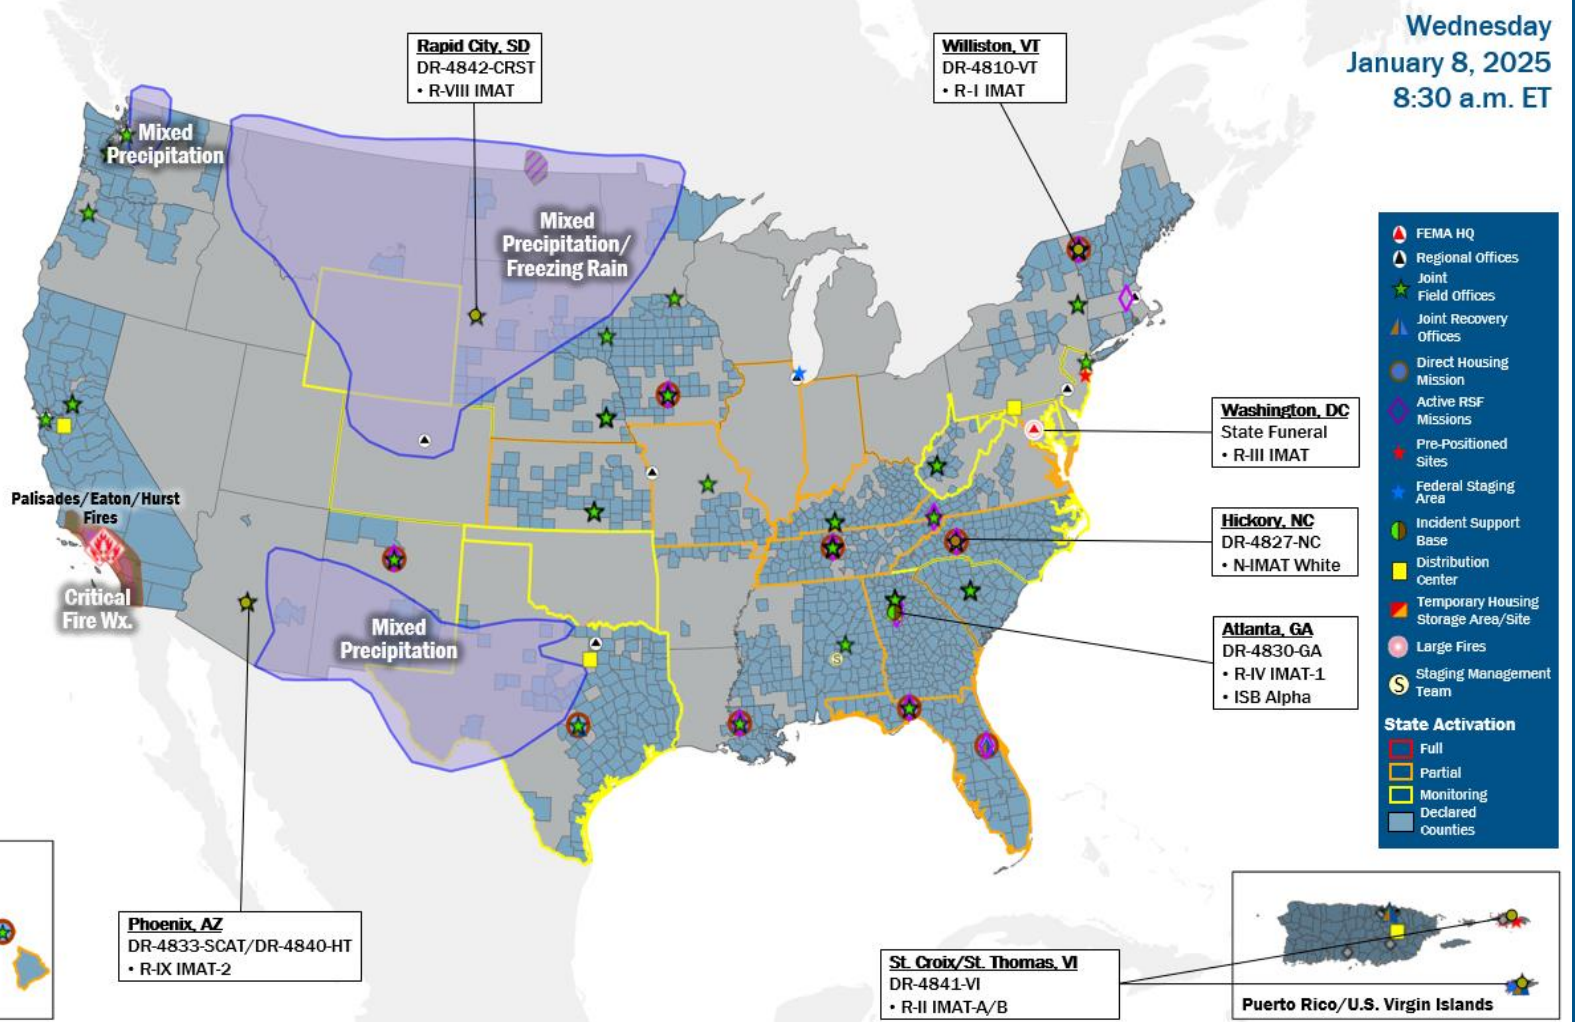 Wednesday
January 8, 2025
8:30 a.m. ET
Rapid City, SD
DR-4842-CRST
• R-VIII IMAT
Williston, VT
DR-4810-VT
• R-I IMAT
Mixed
Precipitation
Mixed
Precipitation/
Freezing Rain
Washington, DC
State Funeral
• R-III IMAT
Palisades/Eaton/Hurst
Fires
Critical
Fire Wx.
Hickory, NC
DR-4827-NC
• N-IMAT White
Mixed
Precipitation
Atlanta, GA
DR-4830-GA
• R-IV IMAT-1
• ISB Alpha
S
Phoenix, AZ
DR-4833-SCAT/DR-4840-HT
• R-IX IMAT-2
St. Croix/St. Thomas, VI
DR-4841-VI
• R-II IMAT-A/B
Puerto Rico/U.S. Virgin Islands
FEMA HQ
Regional Offices
Joint
Field Offices
Joint Recovery
Offices
Direct Housing
Mission
Active RSF
Missions
Pre-Positioned
Sites
Federal Staging
Area
Incident Support
Base
Distribution
Center
Temporary Housing
Storage Area/Site
Large Fires
S
Staging Management
Team
State Activation
Full
Partial
Monitoring
Declared
Counties